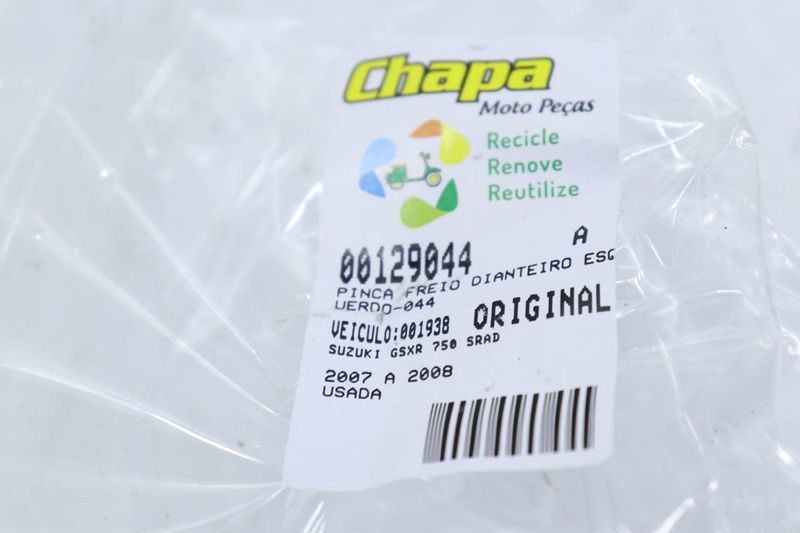 Chapa
Moto Peças
Recicle
Renove
Reutilize
00129044 A
PINCA FREIO DIANTEIRO ESQ
UERDO-044
VEICULO:001938 ORIGINAL
SUZUKI GSXR 750 SRAD
2007 A 2008
USADA